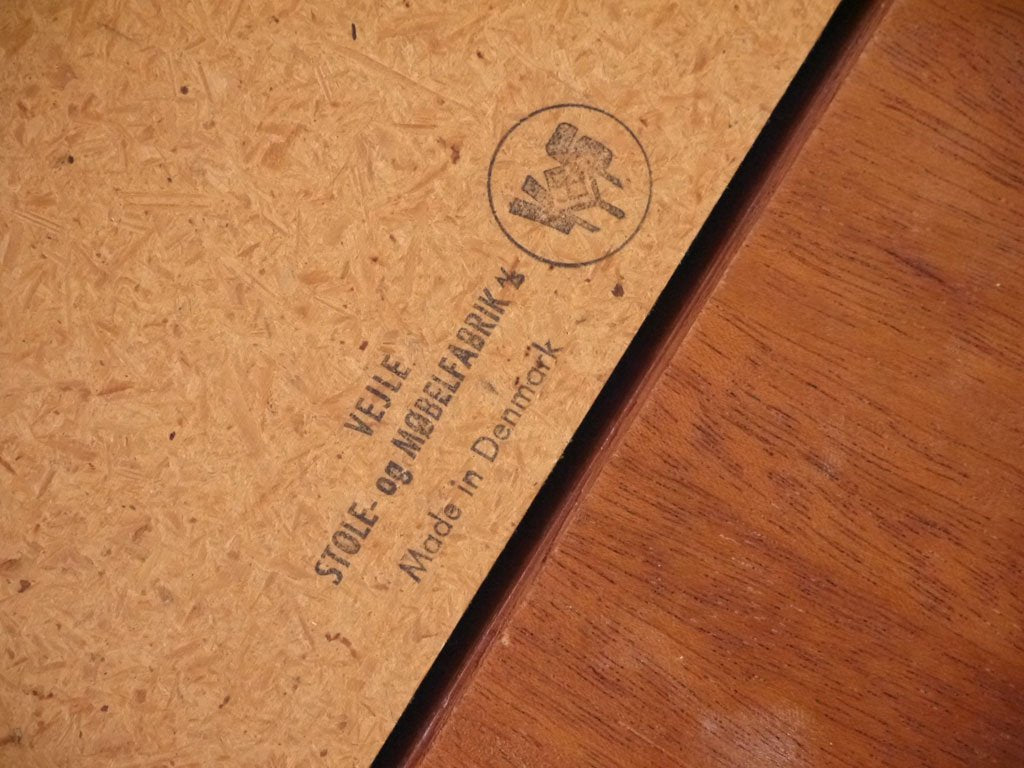 VEJLE
STOLE- og MØBELFABRIK
Made in Denmark